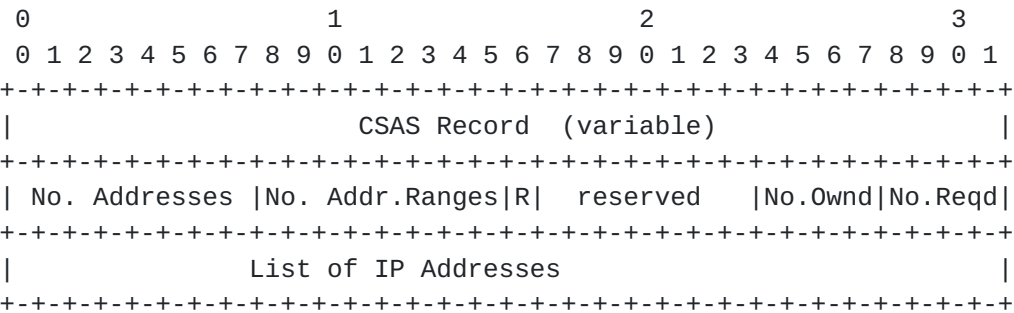 0                   1                   2                   3
 0 1 2 3 4 5 6 7 8 9 0 1 2 3 4 5 6 7 8 9 0 1 2 3 4 5 6 7 8 9 0 1
+-+-+-+-+-+-+-+-+-+-+-+-+-+-+-+-+-+-+-+-+-+-+-+-+-+-+-+-+-+-+-+-+
|                      CSAS Record  (variable)                  |
+-+-+-+-+-+-+-+-+-+-+-+-+-+-+-+-+-+-+-+-+-+-+-+-+-+-+-+-+-+-+-+-+
| No. Addresses |No. Addr.Ranges|R|  reserved   |No.Ownd|No.Reqd|
+-+-+-+-+-+-+-+-+-+-+-+-+-+-+-+-+-+-+-+-+-+-+-+-+-+-+-+-+-+-+-+-+
|               List of IP Addresses                            |
+-+-+-+-+-+-+-+-+-+-+-+-+-+-+-+-+-+-+-+-+-+-+-+-+-+-+-+-+-+-+-+-+